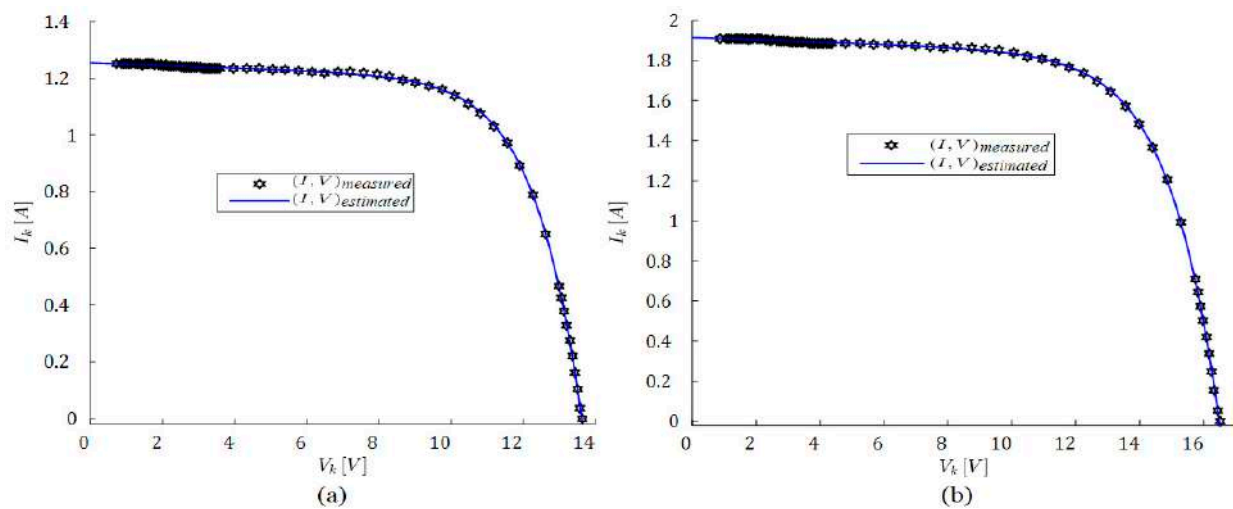 1.4
1.2
1
0.8
0.6
0.4
0.2
0
I_k [A]
(I, V)measured
(I, V)estimated
0 2 4 6 8 10 12 14
V_k [V]
(a)
2
1.8
1.6
1.4
1.2
1
0.8
0.6
0.4
0.2
0
I_k [A]
(I, V)measured
(I, V)estimated
0 2 4 6 8 10 12 14 16
V_k [V]
(b)